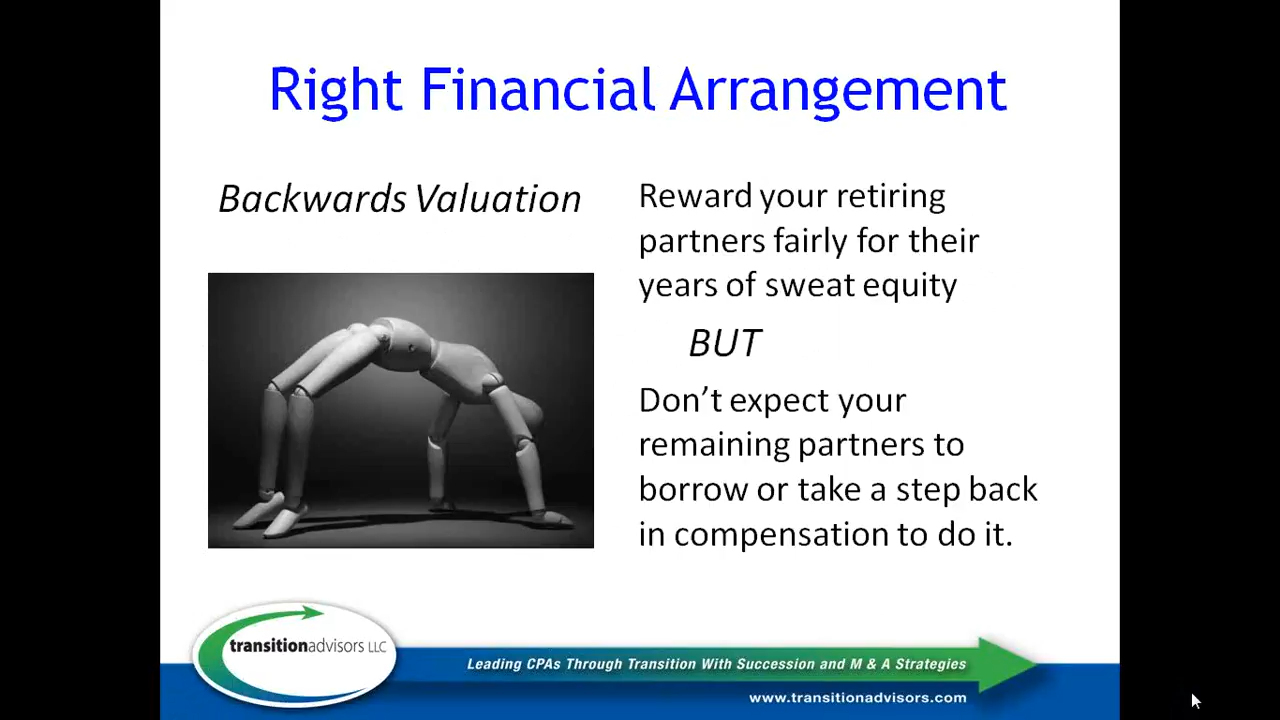 Right Financial Arrangement
Backwards Valuation
Reward your retiring
partners fairly for their
years of sweat equity
BUT
Don’t expect your
remaining partners to
borrow or take a step back
in compensation to do it.
transitionadvisors LLC
Leading CPAs Through Transition With Succession and M & A Strategies
www.transitionadvisors.com